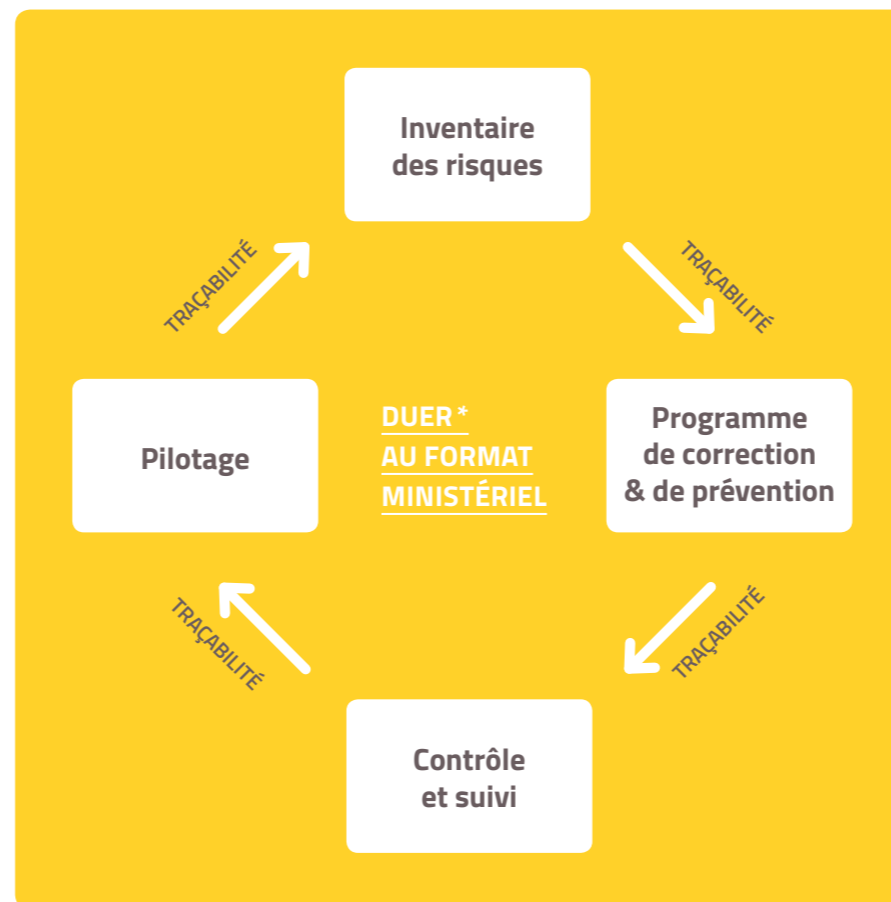 Inventaire
des risques
TRAÇABILITÉ
TRAÇABILITÉ
Pilotage
DUER*
AU FORMAT
MINISTÉRIEL
Programme
de correction
& de prévention
TRAÇABILITÉ
TRAÇABILITÉ
Contrôle
et suivi